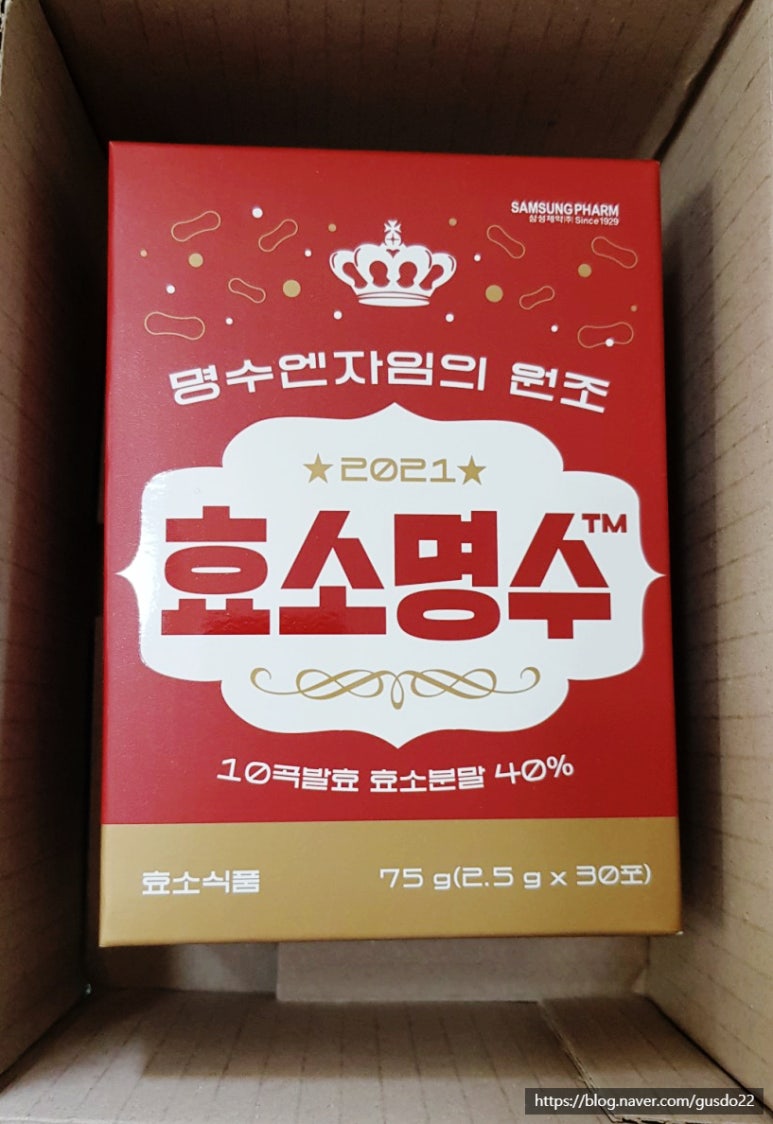 SAMSUNG PHARM
삼성제약(주) Since 1929
명수엔자임의 원조
★2021★
효소명수™
10곡발효 효소분말 40%
효소식품
75 g(2.5 g x 30포)
https://blog.naver.com/gusdo22